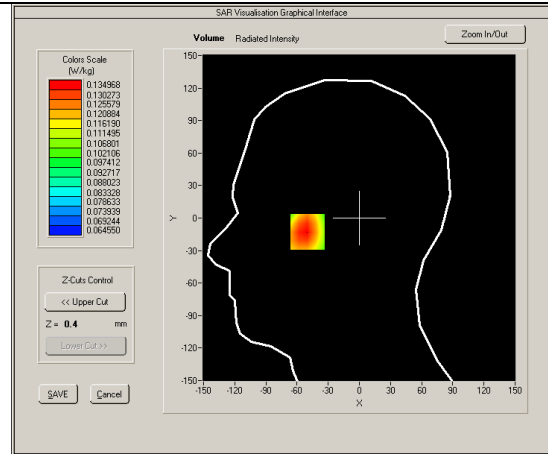 SAR Visualisation Graphical Interface
Volume Radiated Intensity
Zoom In/Out
Colors Scale
(W/kg)
0.134968
0.130273
0.125579
0.120884
0.116190
0.111495
0.106801
0.102106
0.097412
0.092717
0.088023
0.083328
0.078633
0.073939
0.069244
0.064550
Z-Cuts Control
<< Upper Cut
Z = 0.4 mm
Lower Cut >>
SAVE Cancel
150
120
90
60
30
0
-30
-60
-90
-120
-150
Y
-150 -120 -90 -60 -30 0 30 60 90 120 150
X